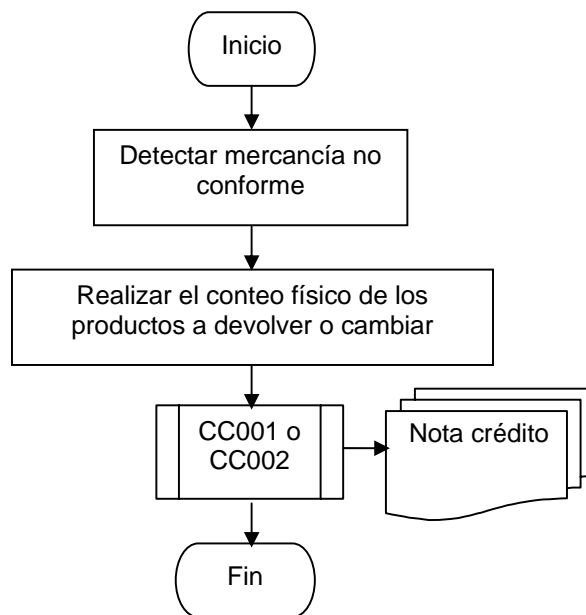 Inicio
Detectar mercancía no
conforme
Realizar el conteo físico de los
productos a devolver o cambiar
CC001 o
CC002
Nota crédito
Fin